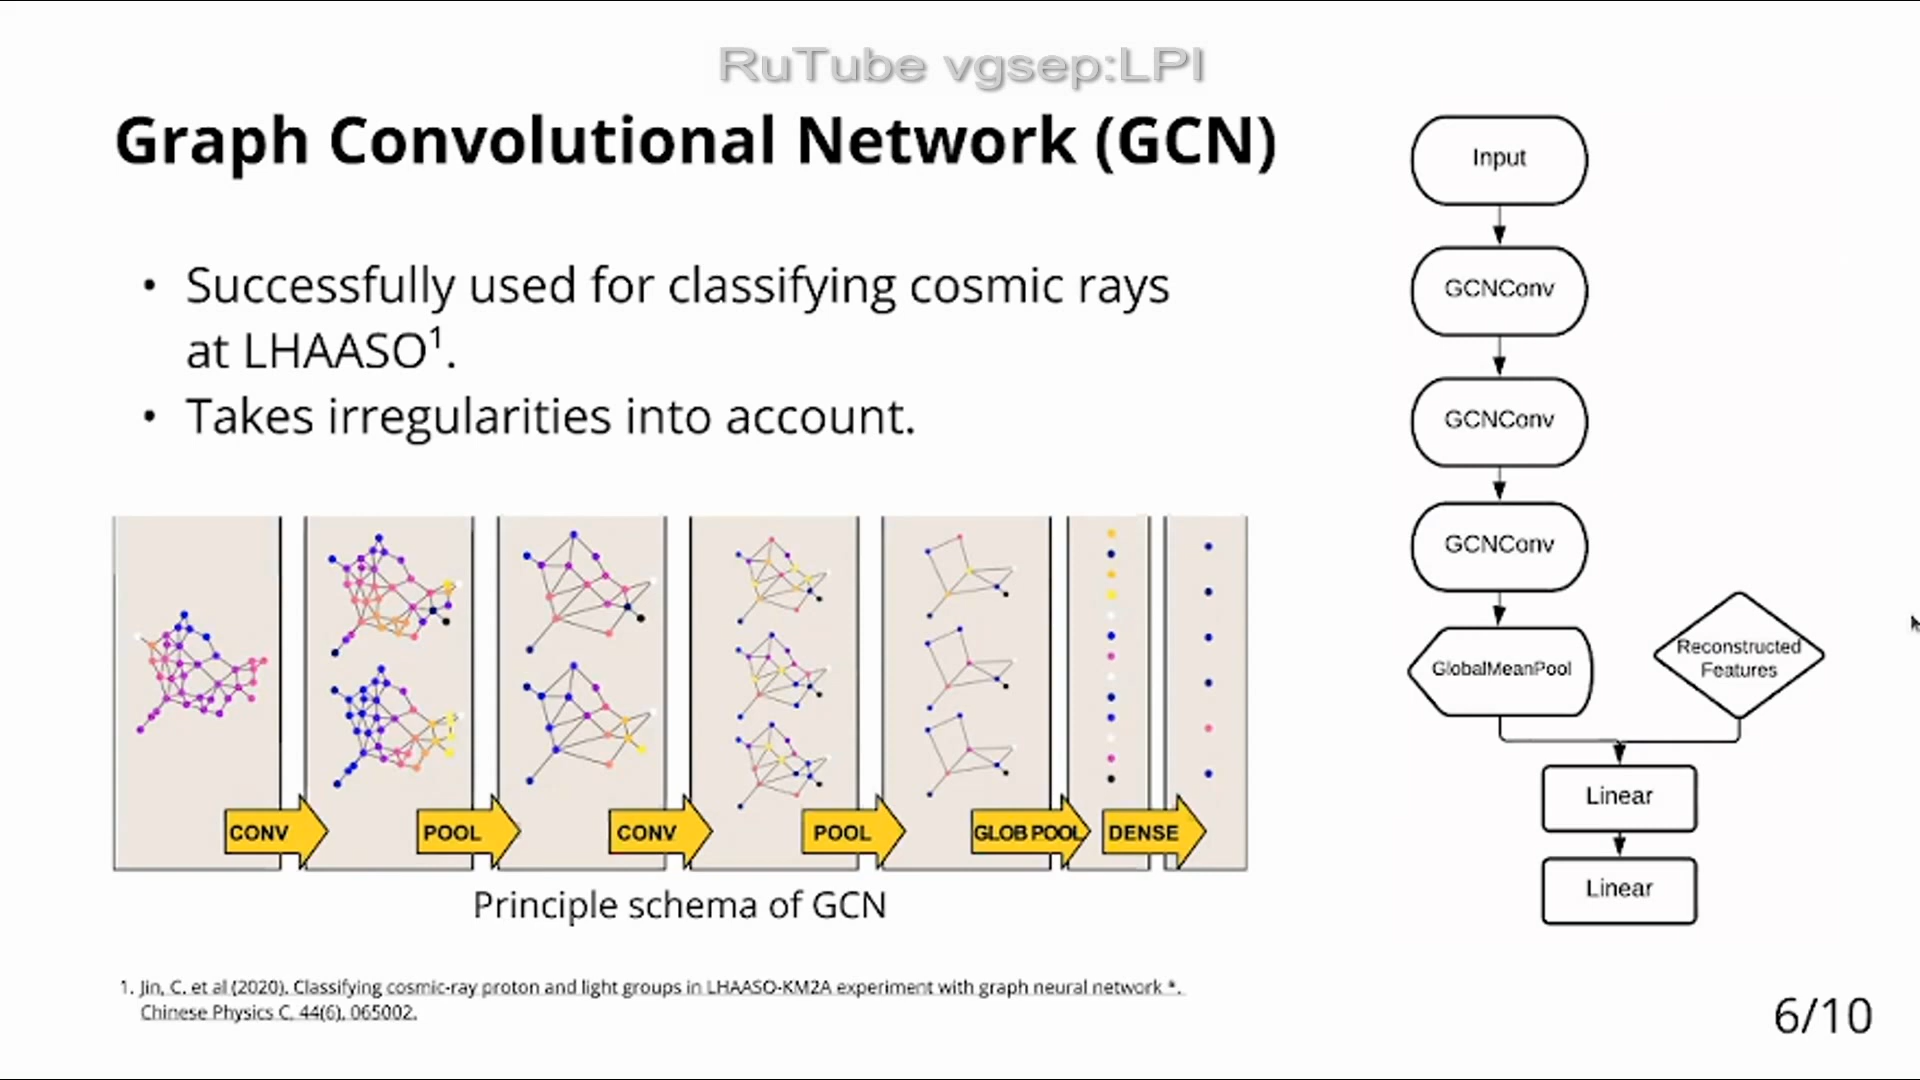 RuTube vgsep:LPI
Graph Convolutional Network (GCN)
• Successfully used for classifying cosmic rays
at LHAASO¹.
• Takes irregularities into account.
CONV
POOL
CONV
POOL
GLOB POOL
DENSE
Principle schema of GCN
1. Jin, C. et al (2020). Classifying cosmic-ray proton and light groups in LHAASO-KM2A experiment with graph neural network *.
Chinese Physics C, 44(6), 065002.
Input
GCNConv
GCNConv
GCNConv
GlobalMeanPool
Reconstructed
Features
Linear
Linear
6/10